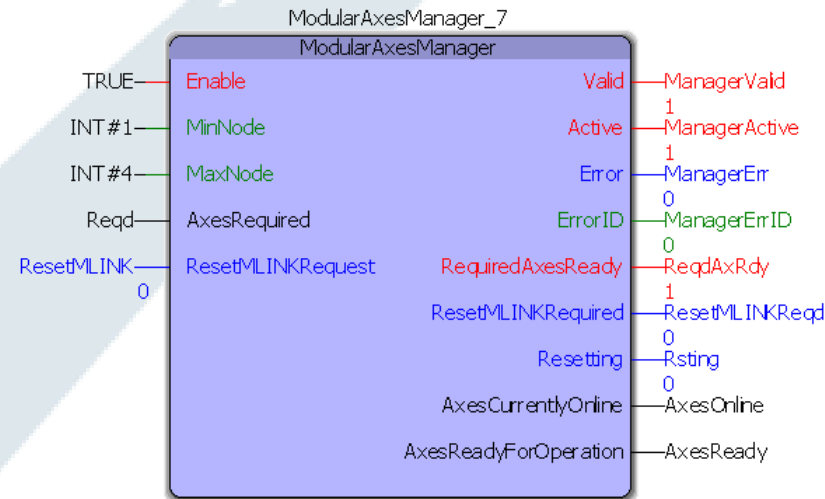 ModularAxesManager_7
ModularAxesManager
TRUE Enable Valid ManagerValid
1
INT#1 MinNode Active ManagerActive
1
INT#4 MaxNode Error ManagerErr
0
Reqd AxesRequired ErrorID ManagerErrID
0
ResetMLINK ResetMLINKRequest RequiredAxesReady ReqdAxRdy
0 1
ResetMLINKRequired ResetMLINKReqd
0
Resetting Rsting
0
AxesCurrentlyOnline AxesOnline
AxesReadyForOperation AxesReady